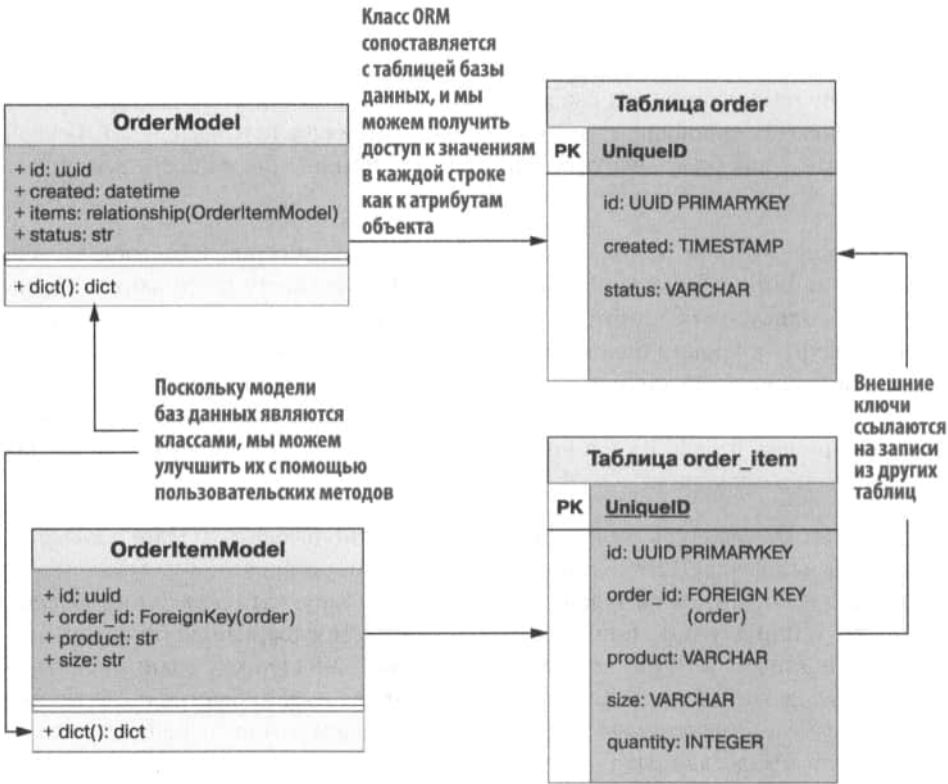 Класс ORM
сопоставляется
с таблицей базы
данных, и мы
можем получить
доступ к значениям
в каждой строке
как к атрибутам
объекта
OrderModel
+ id: uuid
+ created: datetime
+ items: relationship(OrderItemModel)
+ status: str
+ dict(): dict
Таблица order
PK UniqueID
id: UUID PRIMARYKEY
created: TIMESTAMP
status: VARCHAR
Поскольку модели
баз данных являются
классами, мы можем
улучшить их с помощью
пользовательских методов
Внешние
ключи
ссылаются
на записи
из других
таблиц
OrderItemModel
+ id: uuid
+ order_id: ForeignKey(order)
+ product: str
+ size: str
+ dict(): dict
Таблица order_item
PK UniqueID
id: UUID PRIMARYKEY
order_id: FOREIGN KEY
(order)
product: VARCHAR
size: VARCHAR
quantity: INTEGER